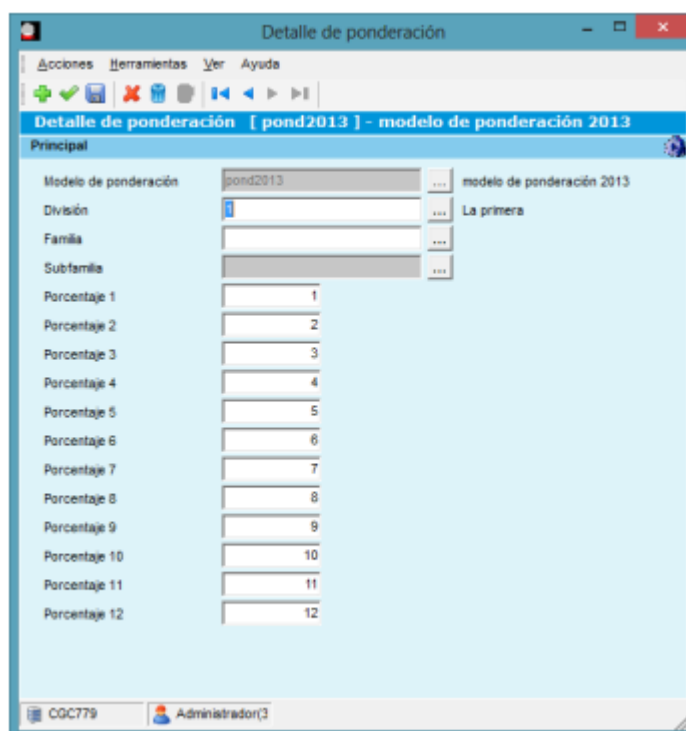 Detalle de ponderación
Acciones Herramientas Ver Ayuda
Detalle de ponderación [ pond2013 ] - modelo de ponderación 2013
Principal
Modelo de ponderación pond2013 ... modelo de ponderación 2013
División 1 ... La primera
Familia ...
Subfamilia ...
Porcentaje 1 1
Porcentaje 2 2
Porcentaje 3 3
Porcentaje 4 4
Porcentaje 5 5
Porcentaje 6 6
Porcentaje 7 7
Porcentaje 8 8
Porcentaje 9 9
Porcentaje 10 10
Porcentaje 11 11
Porcentaje 12 12
CGC779 Administrador(3